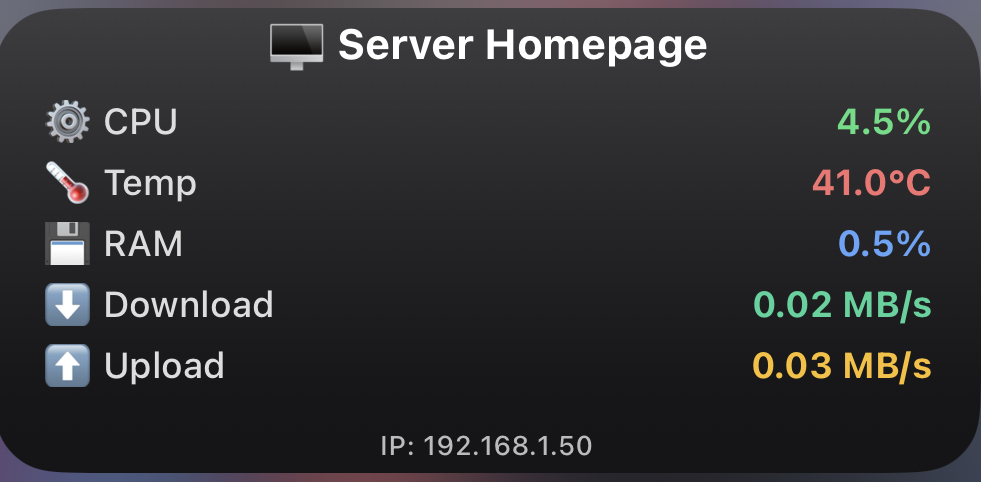 Server Homepage
CPU 4.5%
Temp 41.0°C
RAM 0.5%
Download 0.02 MB/s
Upload 0.03 MB/s
IP: 192.168.1.50